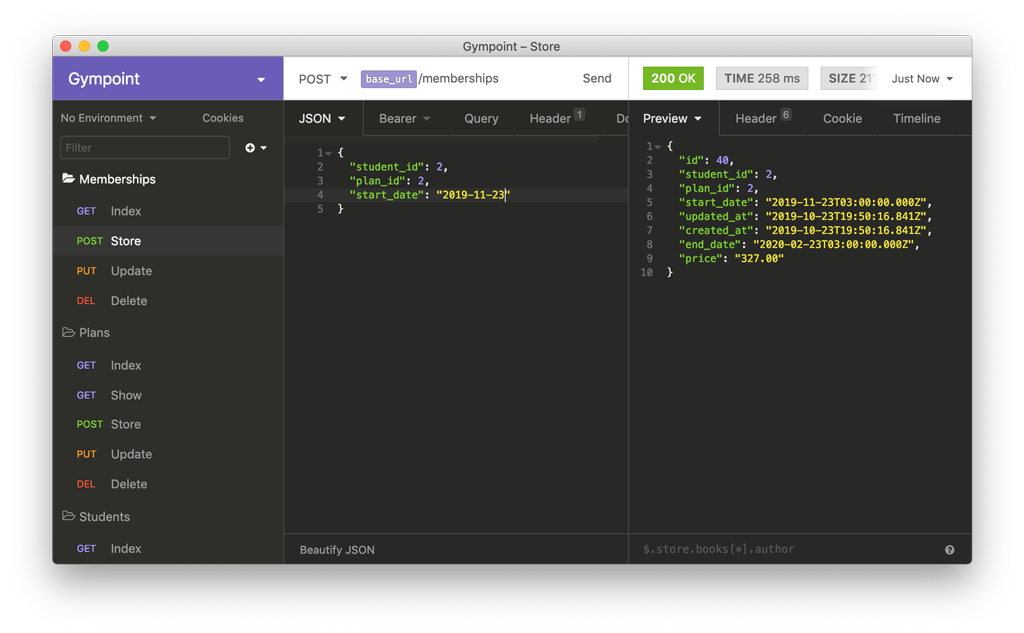 Gympoint – Store
Gympoint
POST base_url/memberships Send
200 OK TIME 258 ms SIZE 211 Just Now
No Environment Cookies
JSON Bearer Query Header 1
Preview Header 6 Cookie Timeline
Filter
Memberships
GET Index
POST Store
PUT Update
DEL Delete
Plans
GET Index
GET Show
POST Store
PUT Update
DEL Delete
Students
GET Index
1 {
2 "student_id": 2,
3 "plan_id": 2,
4 "start_date": "2019-11-23"
5 }
Beautify JSON
1 {
2 "id": 40,
3 "student_id": 2,
4 "plan_id": 2,
5 "start_date": "2019-11-23T03:00:00.000Z",
6 "updated_at": "2019-10-23T19:50:16.841Z",
7 "created_at": "2019-10-23T19:50:16.841Z",
8 "end_date": "2020-02-23T03:00:00.000Z",
9 "price": "327.00"
10 }
$.store.books[*].author